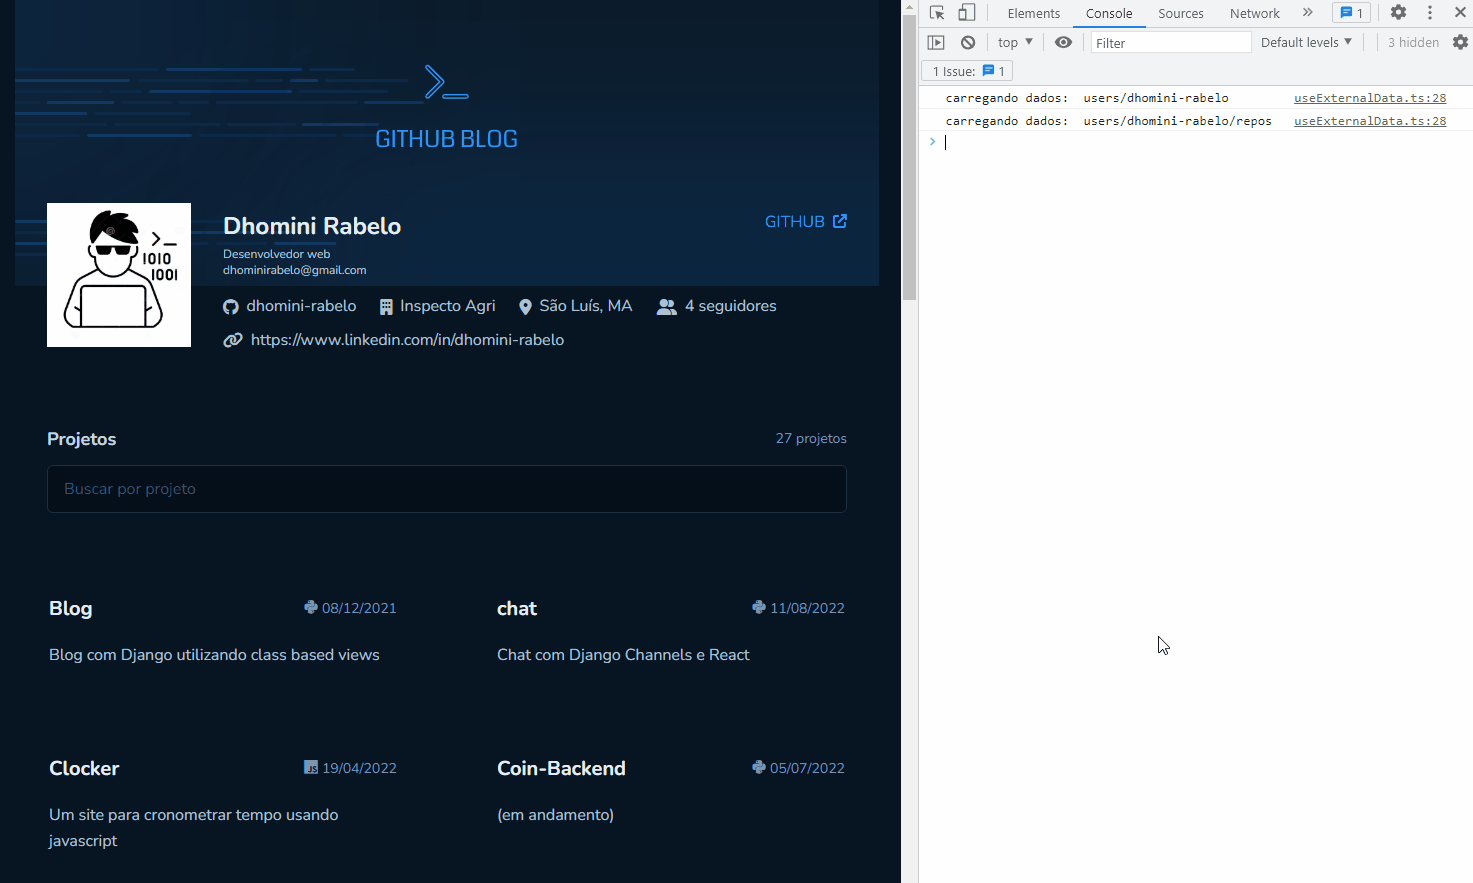 GITHUB BLOG
Dhomini Rabelo
GITHUB
Desenvolvedor web
dhominirabelo@gmail.com
1010
1001
dhomini-rabelo Inspecto Agri São Luís, MA 4 seguidores
https://www.linkedin.com/in/dhomini-rabelo
Projetos 27 projetos
Buscar por projeto
Blog 08/12/2021
Blog com Django utilizando class based views
chat 11/08/2022
Chat com Django Channels e React
Clocker JS 19/04/2022
Um site para cronometrar tempo usando
javascript
Coin-Backend 05/07/2022
(em andamento)
Elements Console Sources Network » 1
top Filter Default levels 3 hidden
1 Issue: 1
carregando dados: users/dhomini-rabelo useExternalData.ts:28
carregando dados: users/dhomini-rabelo/repos useExternalData.ts:28
>